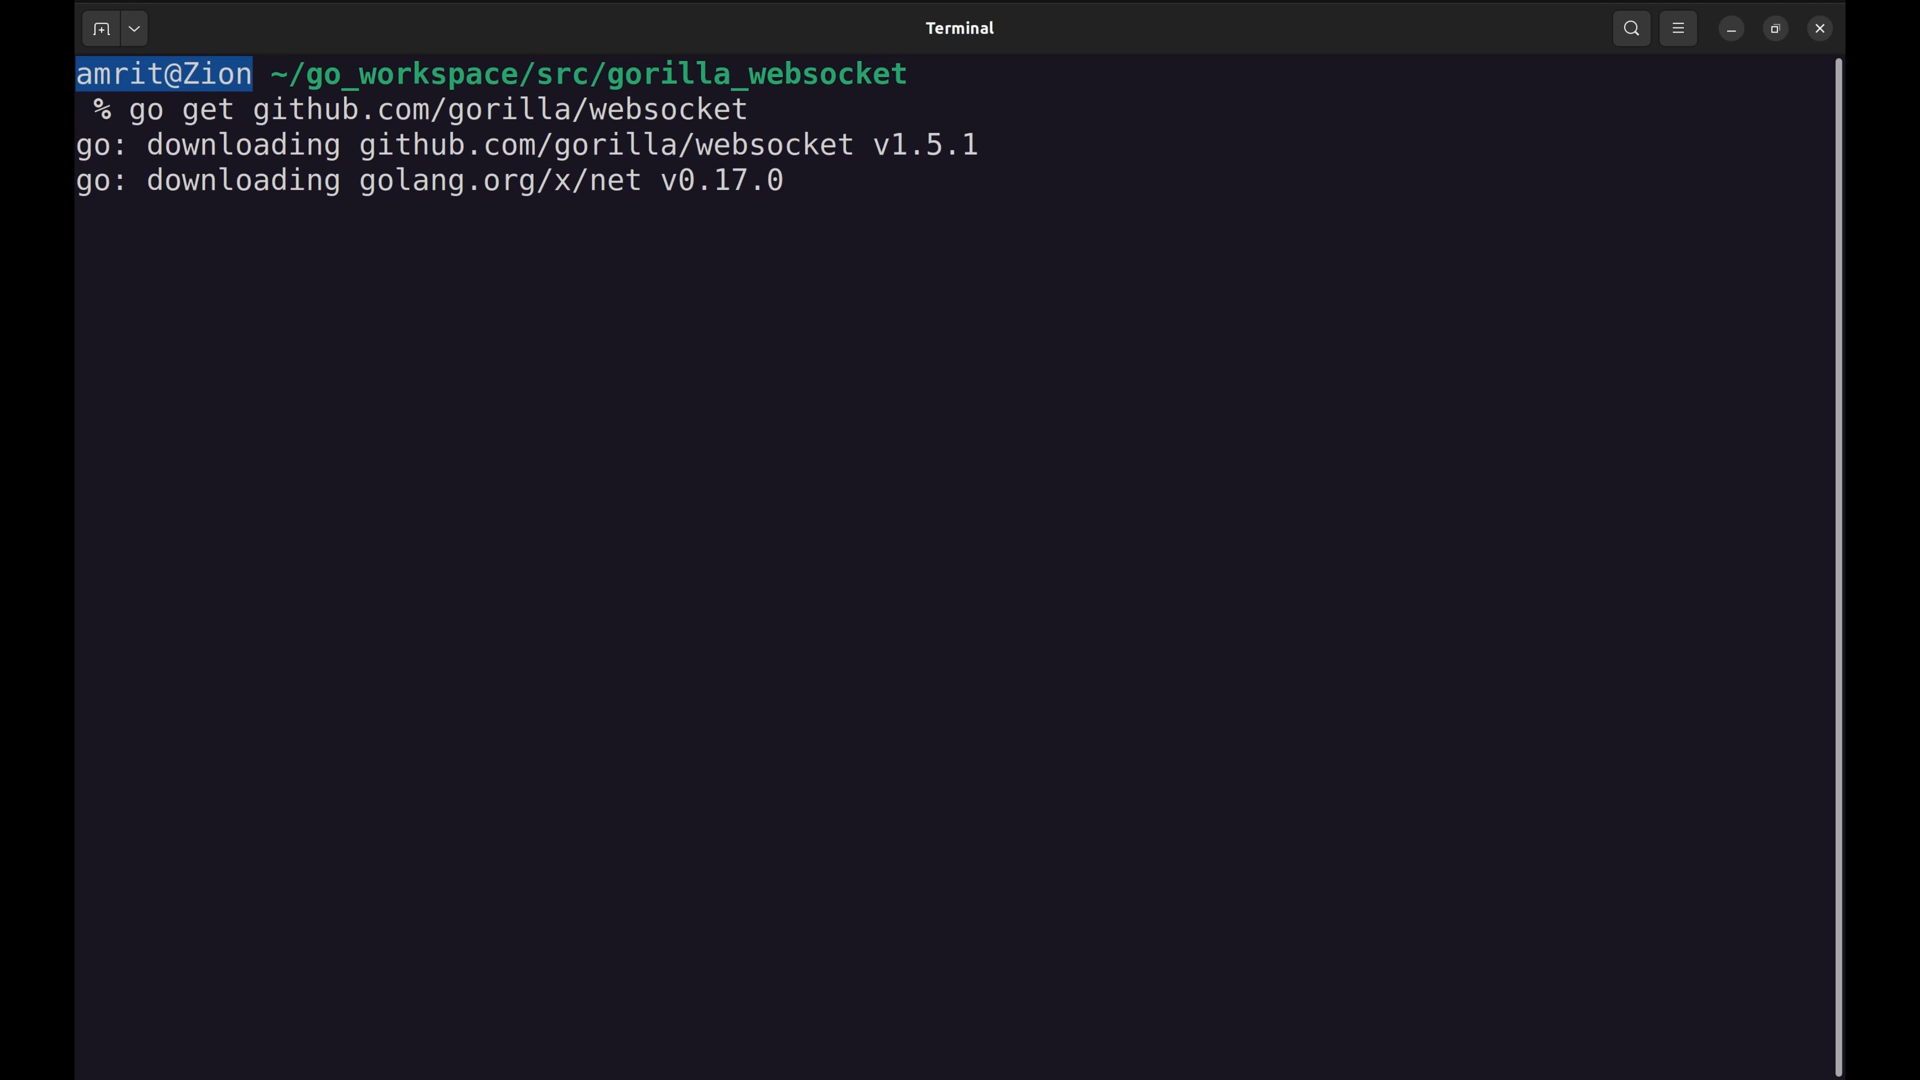 Terminal
amrit@Zion ~/go_workspace/src/gorilla_websocket
% go get github.com/gorilla/websocket
go: downloading github.com/gorilla/websocket v1.5.1
go: downloading golang.org/x/net v0.17.0